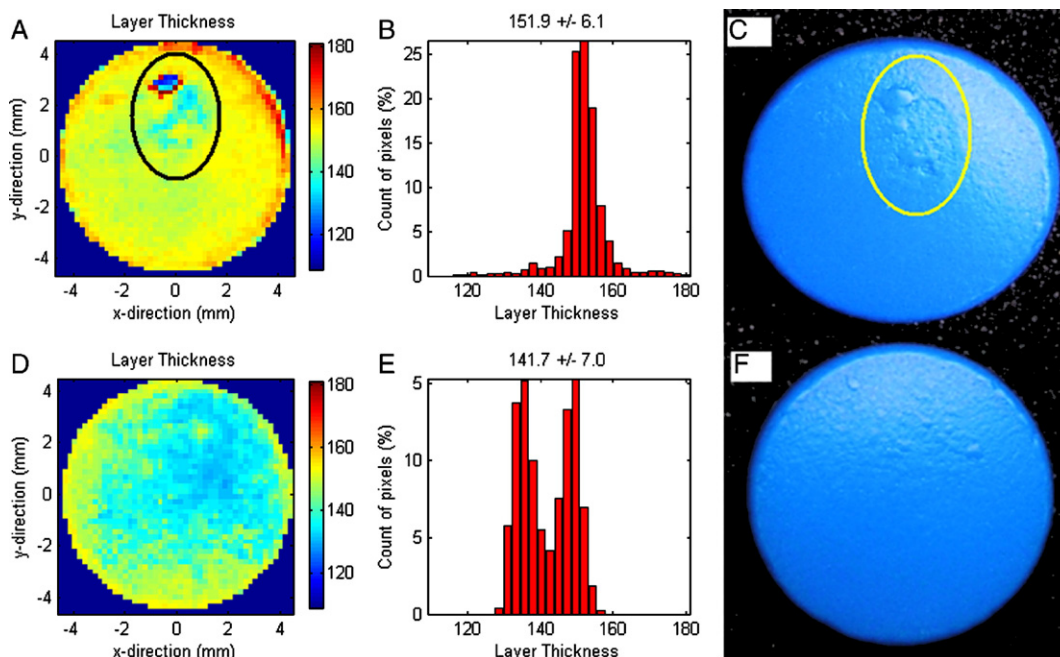 A
Layer Thickness
y-direction (mm)
4
2
0
-2
-4
-4 -2 0 2 4
x-direction (mm)
180
160
140
120
B
151.9 +/- 6.1
Count of pixels (%)
25
20
15
10
5
0
120 140 160 180
Layer Thickness
C
D
Layer Thickness
y-direction (mm)
4
2
0
-2
-4
-4 -2 0 2 4
x-direction (mm)
180
160
140
120
E
141.7 +/- 7.0
Count of pixels (%)
5
10
5
0
120 140 160 180
Layer Thickness
F